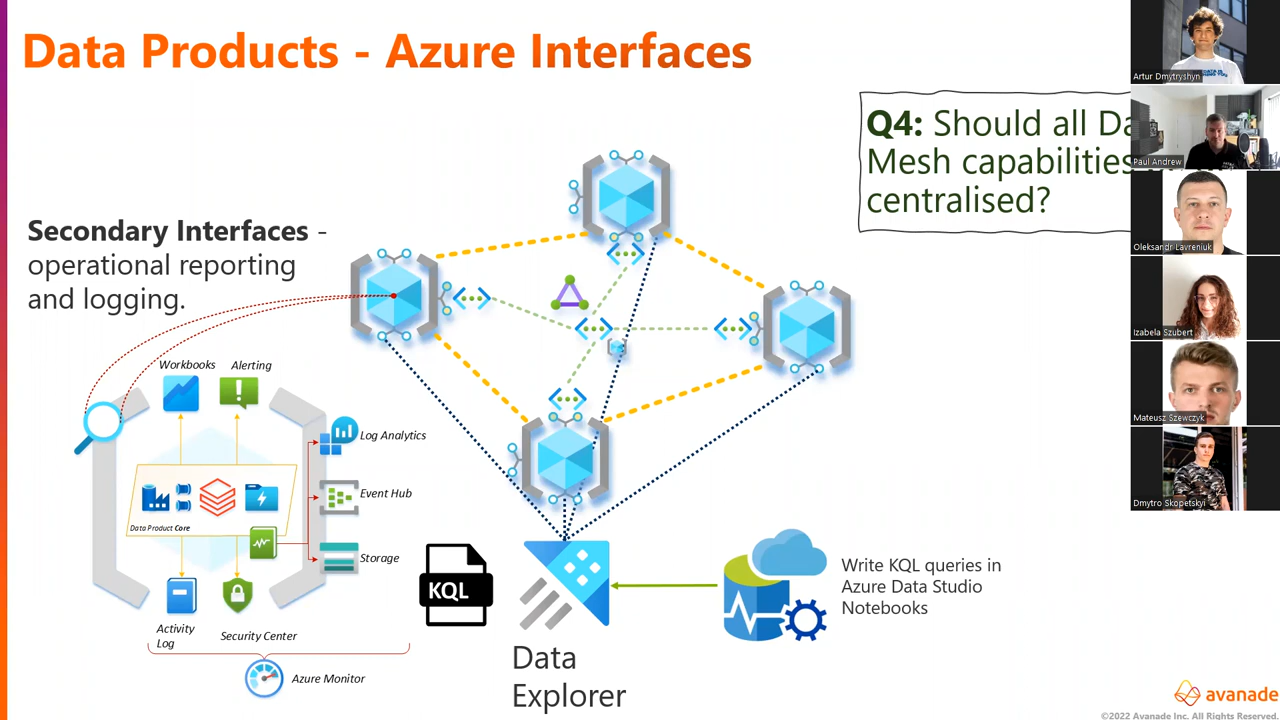 Data Products - Azure Interfaces
Q4: Should all Da
Mesh capabilities
centralised?
Secondary Interfaces -
operational reporting
and logging.
Workbooks
Alerting
Log Analytics
Event Hub
Storage
Data Product Core
Activity
Log
Security Center
Azure Monitor
KQL
Data
Explorer
Write KQL queries in
Azure Data Studio
Notebooks
Artur Dmytryshyn
Paul Andrew
Oleksandr Lavreniuk
Izabela Szubert
Mateusz Szewczyk
Dmytro Skopetskyi
avanade
©2022 Avanade Inc. All Rights Reserved.